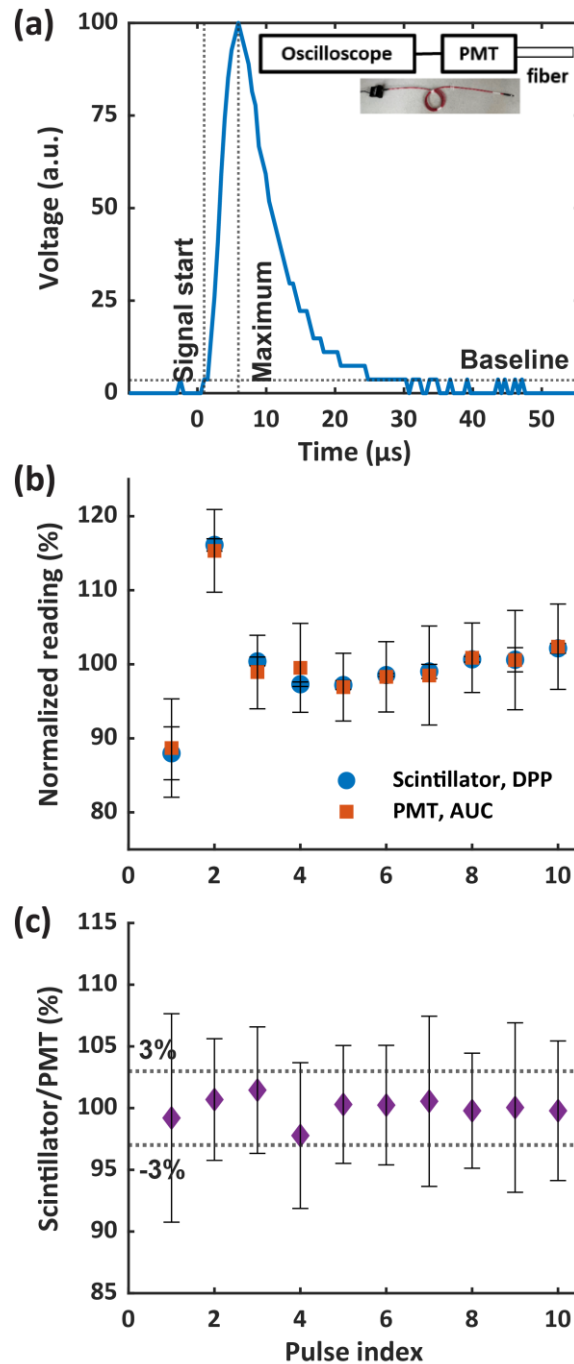 (a)
100
75
50
25
0
Voltage (a.u.)
Oscilloscope
PMT
fiber
Signal start
Maximum
Baseline
0 10 20 30 40 50
Time (µs)
(b)
120
110
100
90
80
Normalized reading (%)
Scintillator, DPP
PMT, AUC
0 2 4 6 8 10
(c)
115
110
105
100
95
90
85
Scintillator/PMT (%)
3%
-3%
0 2 4 6 8 10
Pulse index